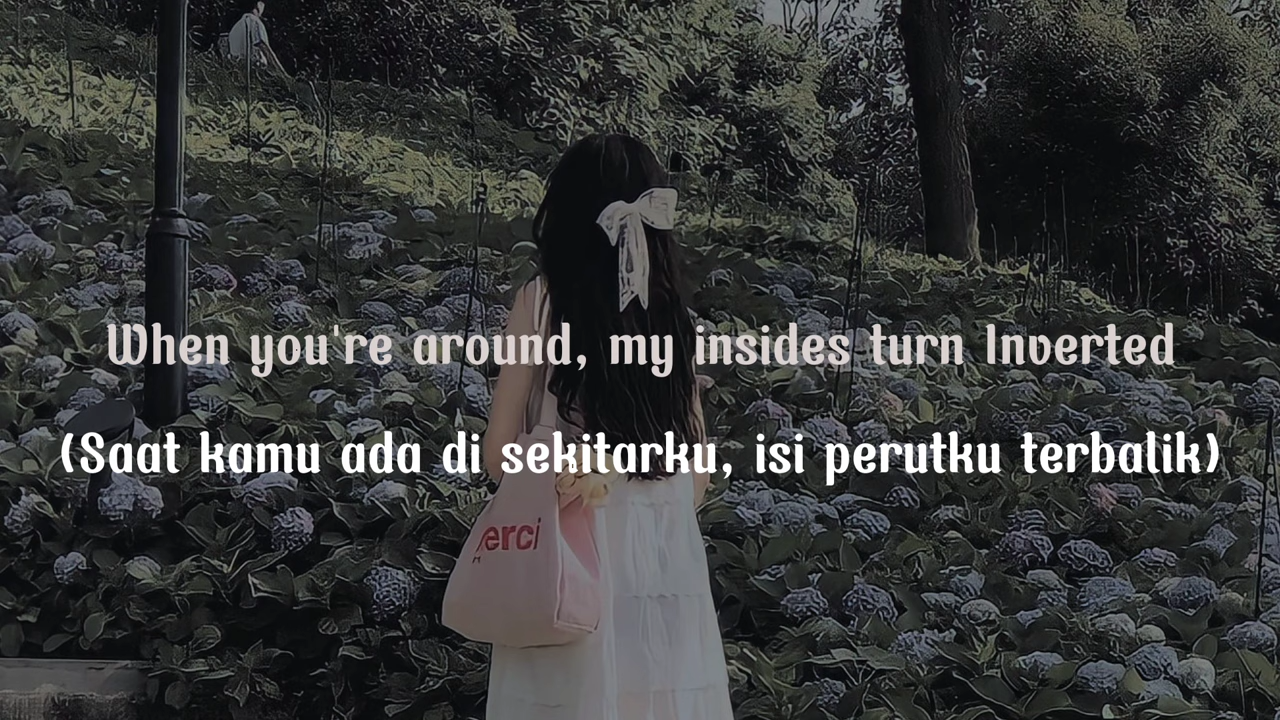 When you're around, my insides turn Inverted
(Saat kamu ada di sekitarku, isi perutku terbalik)
erci